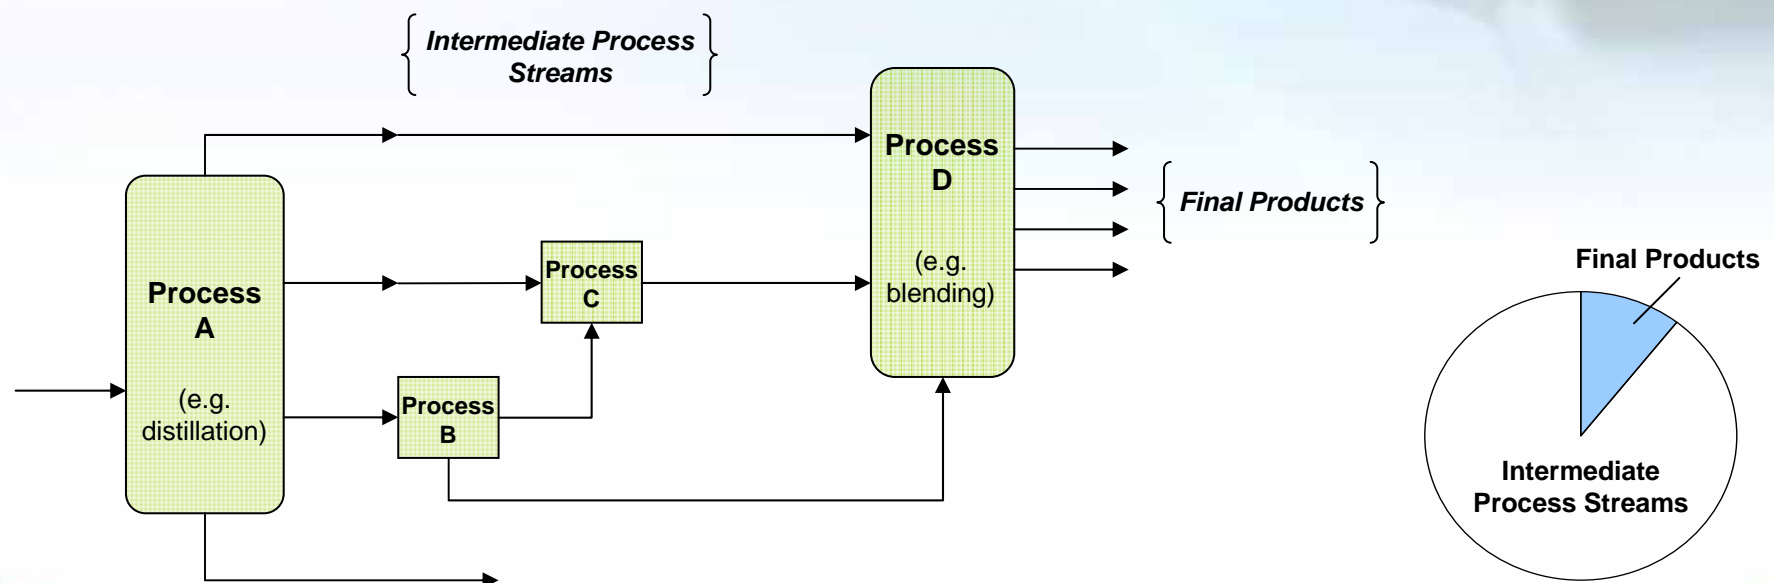 Intermediate Process
Streams
Process
D
(e.g.
blending)
Final Products
Process
A
(e.g.
distillation)
Process
C
Process
B
Final Products
Intermediate
Process Streams